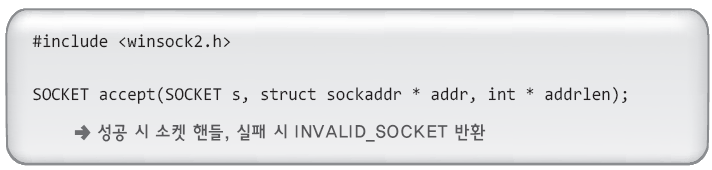 #include <winsock2.h>
SOCKET accept(SOCKET s, struct sockaddr * addr, int * addrlen);
➜ 성공 시 소켓 핸들, 실패 시 INVALID_SOCKET 반환